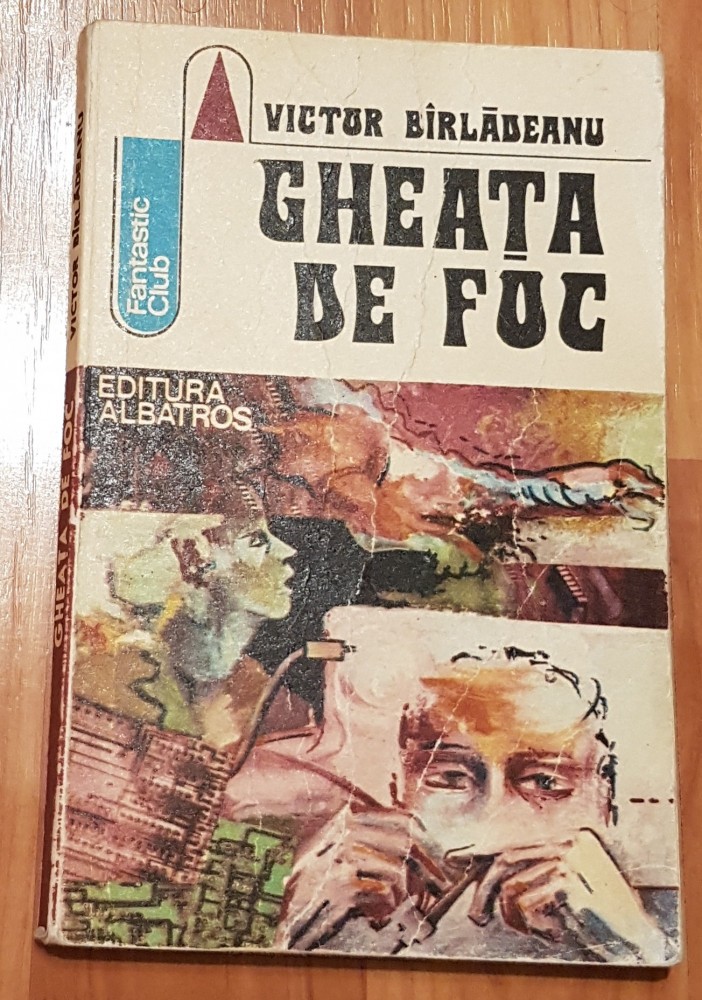 VICTOR BÎRLĂDEANU
GHEAȚA
DE FOC
Fantastic
Club
EDITURA
ALBATROS
GHEAȚA DE FOC VICTOR BÎRLĂDEANU